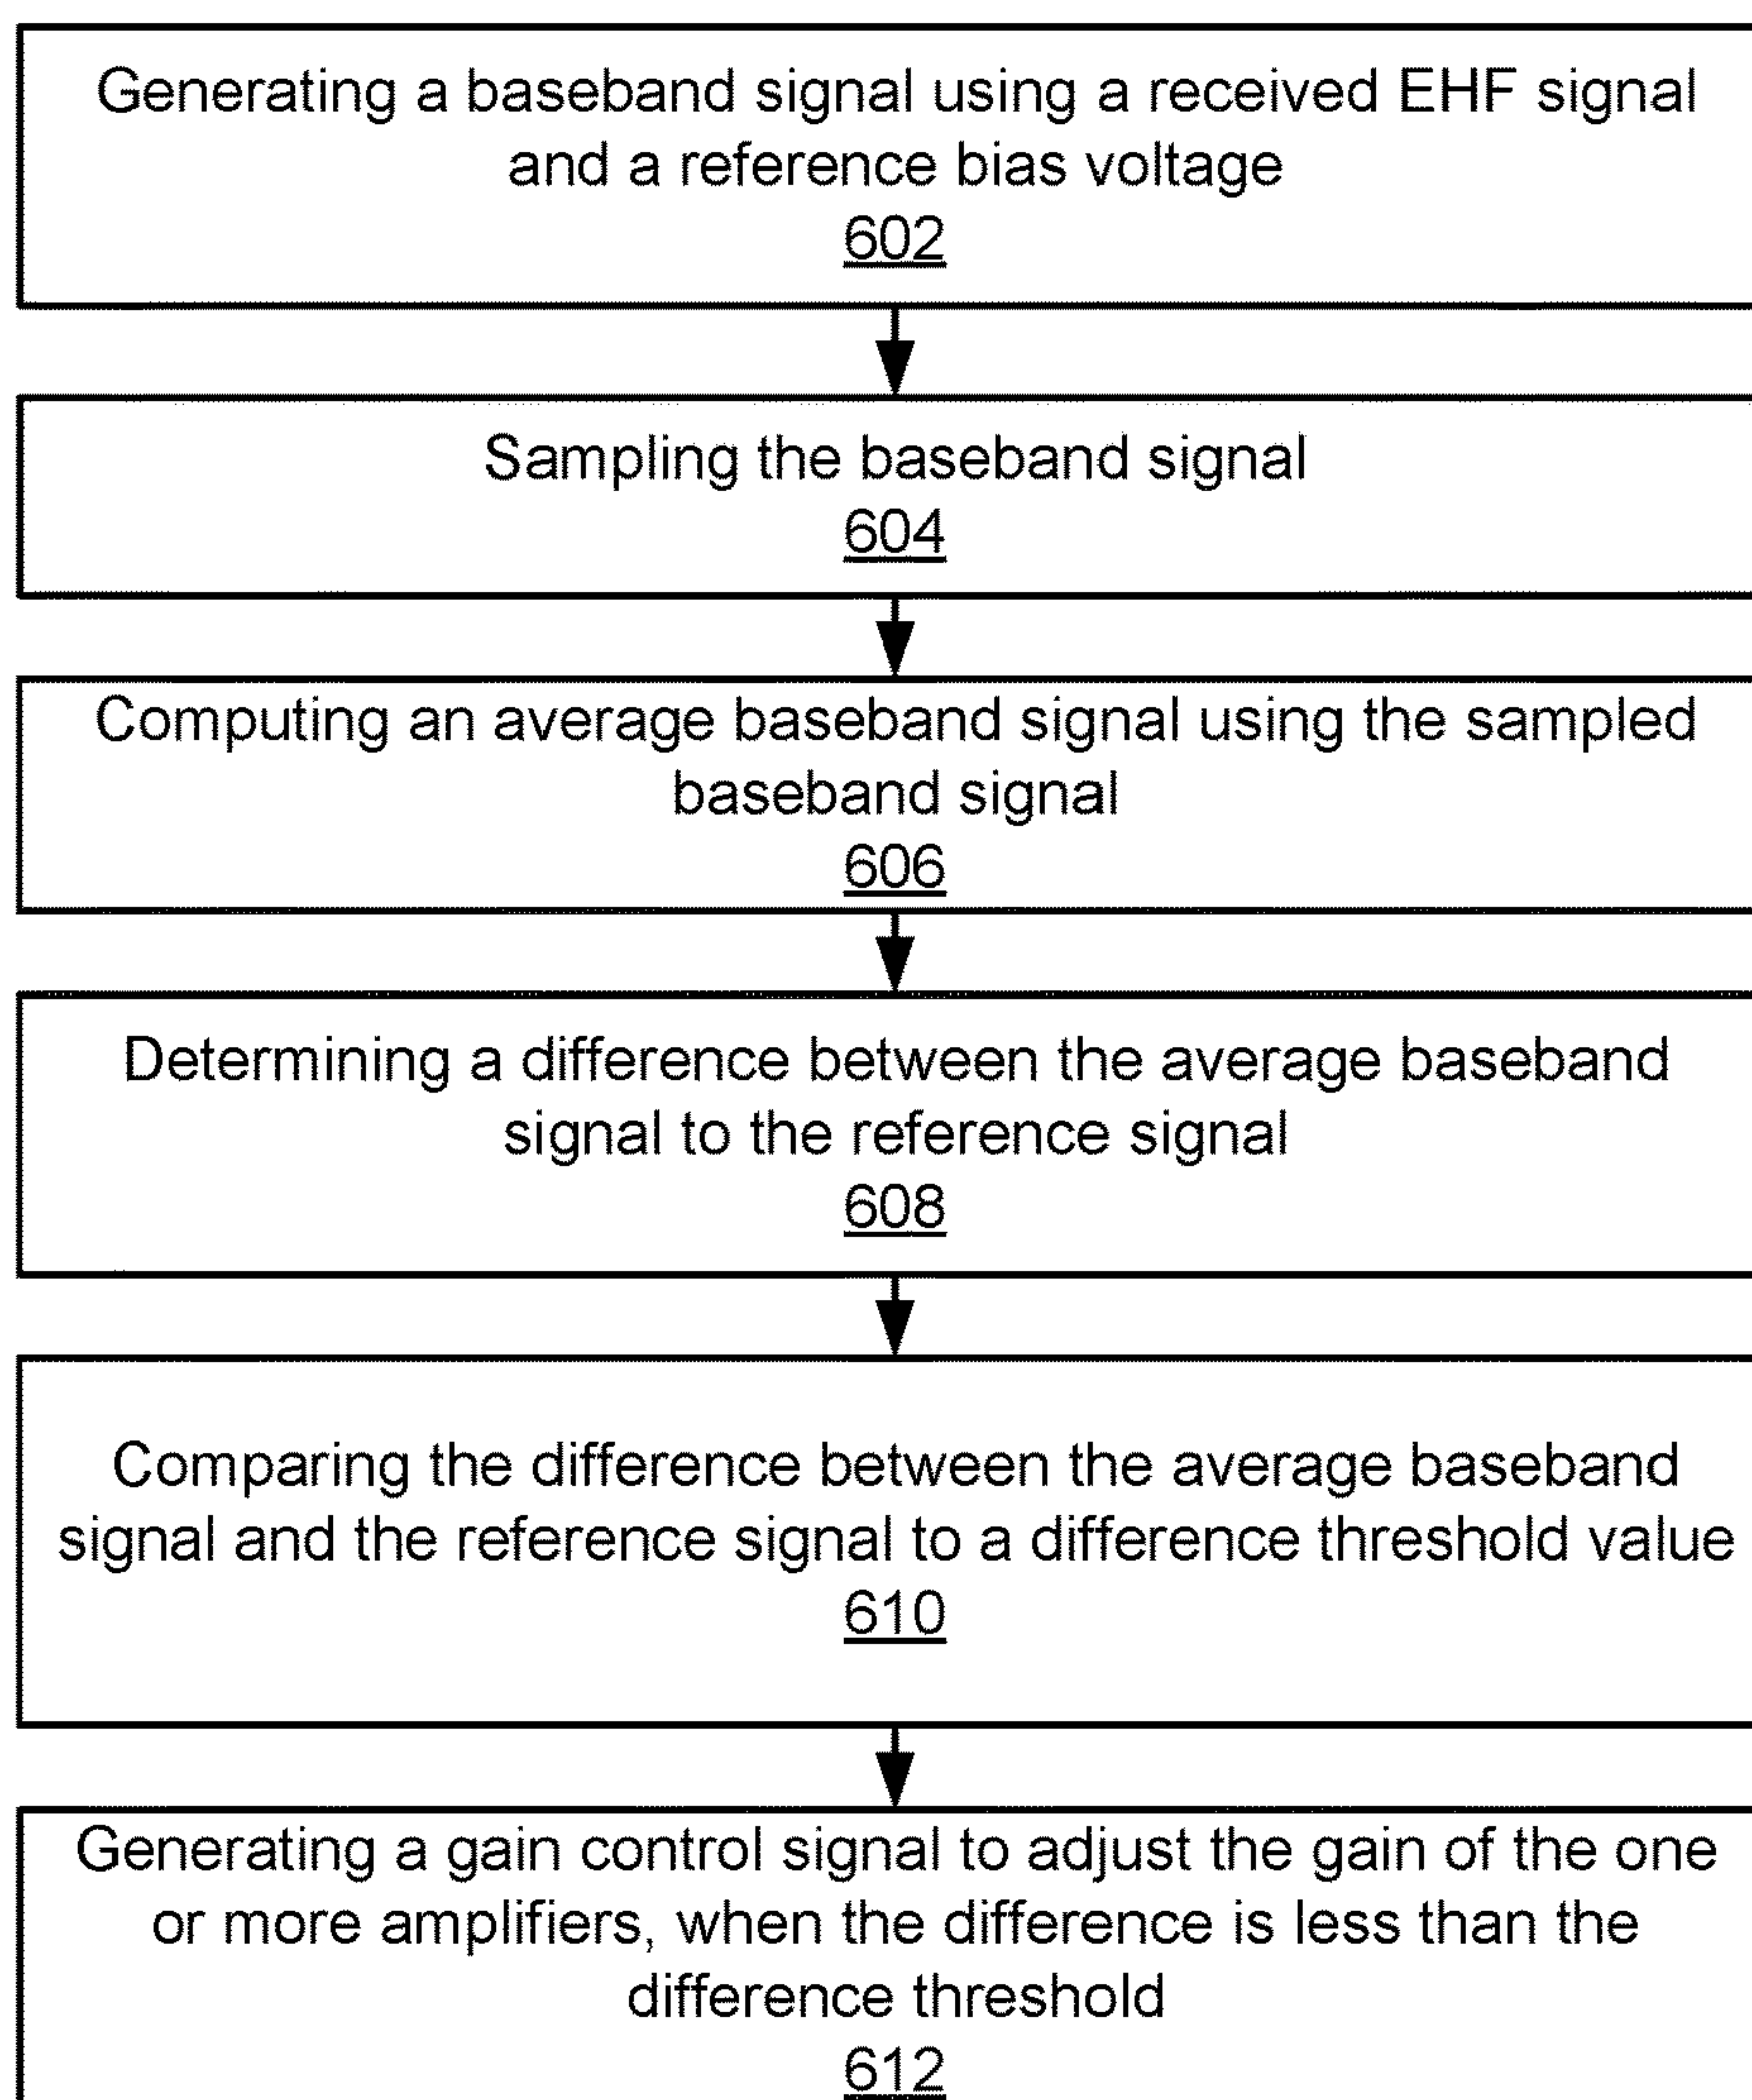 Generating a baseband signal using a received EHF signal
and a reference bias voltage
602
Sampling the baseband signal
604
Computing an average baseband signal using the sampled
baseband signal
606
Determining a difference between the average baseband
signal to the reference signal
608
Comparing the difference between the average baseband
signal and the reference signal to a difference threshold value
610
Generating a gain control signal to adjust the gain of the one
or more amplifiers, when the difference is less than the
difference threshold
612